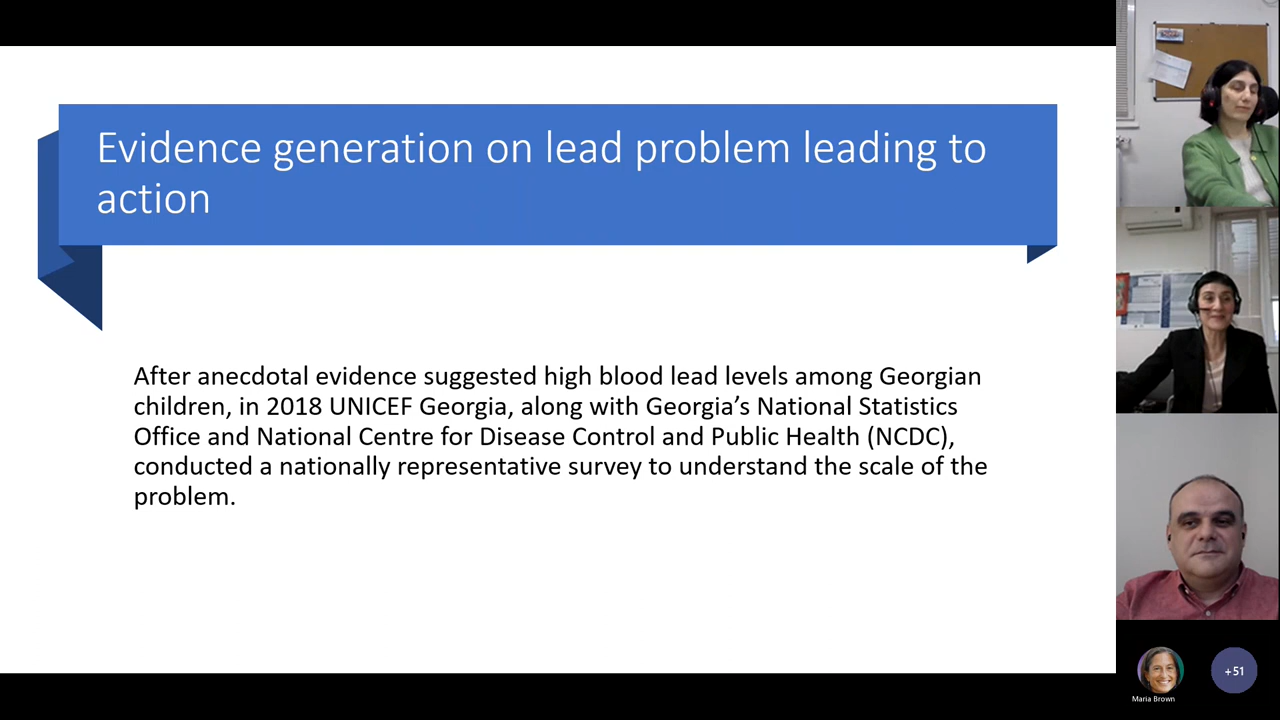 Evidence generation on lead problem leading to
action
After anecdotal evidence suggested high blood lead levels among Georgian
children, in 2018 UNICEF Georgia, along with Georgia’s National Statistics
Office and National Centre for Disease Control and Public Health (NCDC),
conducted a nationally representative survey to understand the scale of the
problem.
Maria Brown
+51